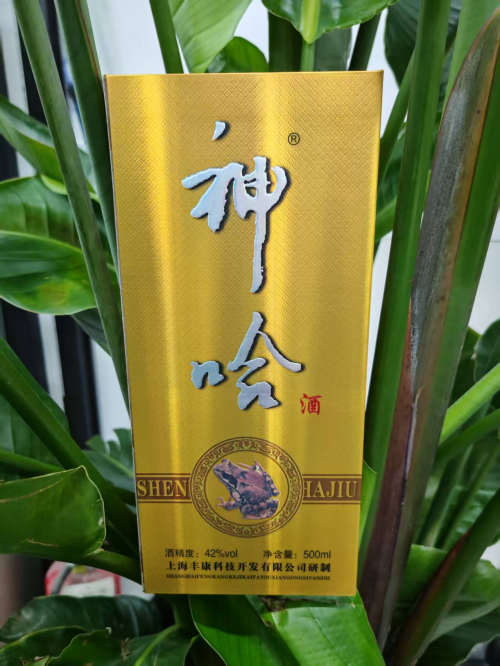 神
®
哈
酒
SHEN HAJIU
酒精度：42%vol 净含量：500ml
上海丰康科技开发有限公司研制